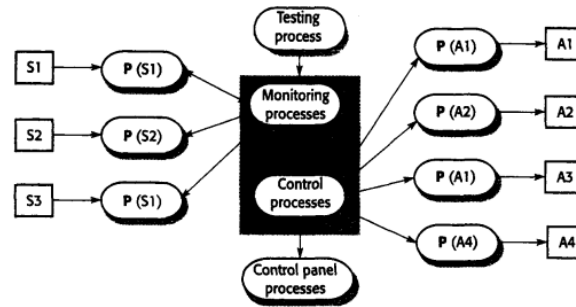 Testing
process
S1
P (S1)
P (A1)
A1
Monitoring
processes
S2
P (S2)
P (A2)
A2
S3
P (S1)
Control
processes
P (A1)
A3
P (A4)
A4
Control panel
processes